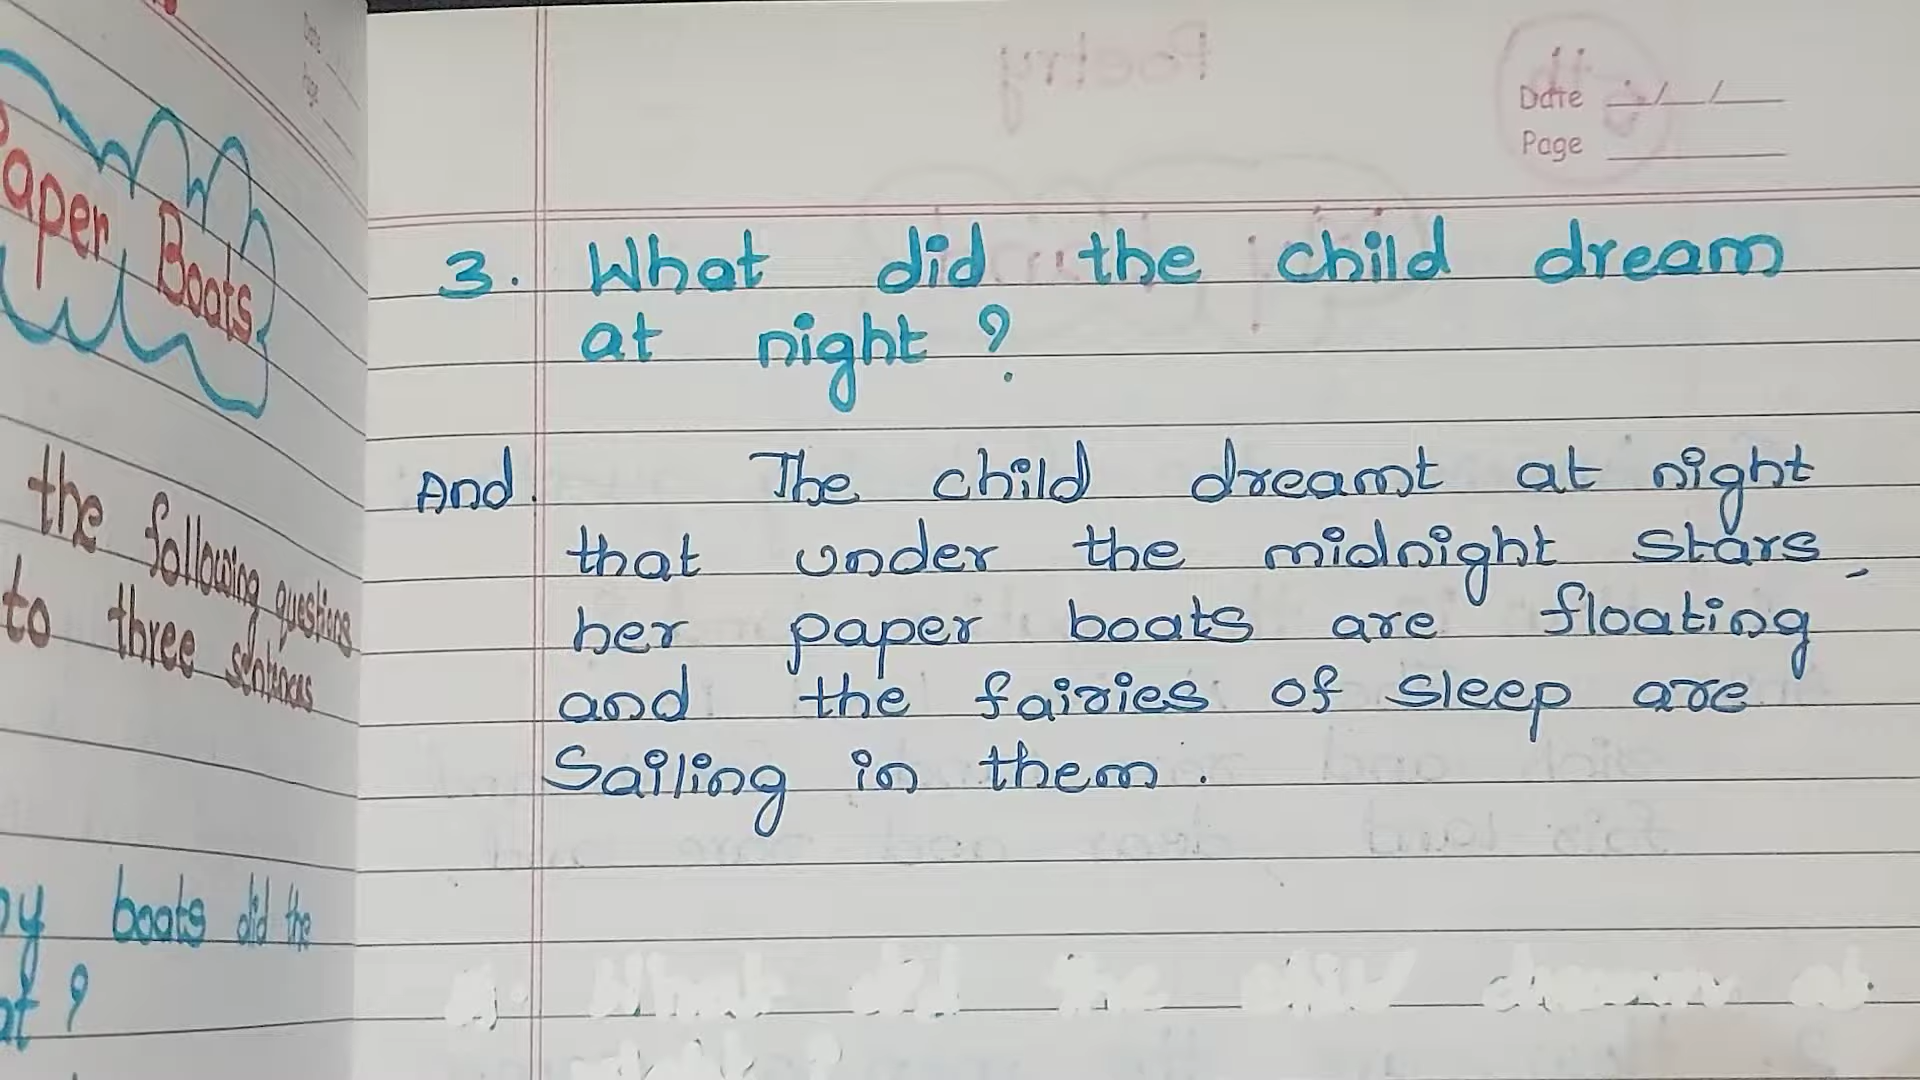 Paper Boats
the following questions
to three sentences
boats did the
?
Date
Page
3. What did the child dream
at night ?
And. The child dreamt at night
that under the midnight stars,
her paper boats are floating
and the fairies of sleep are
Sailing in them.